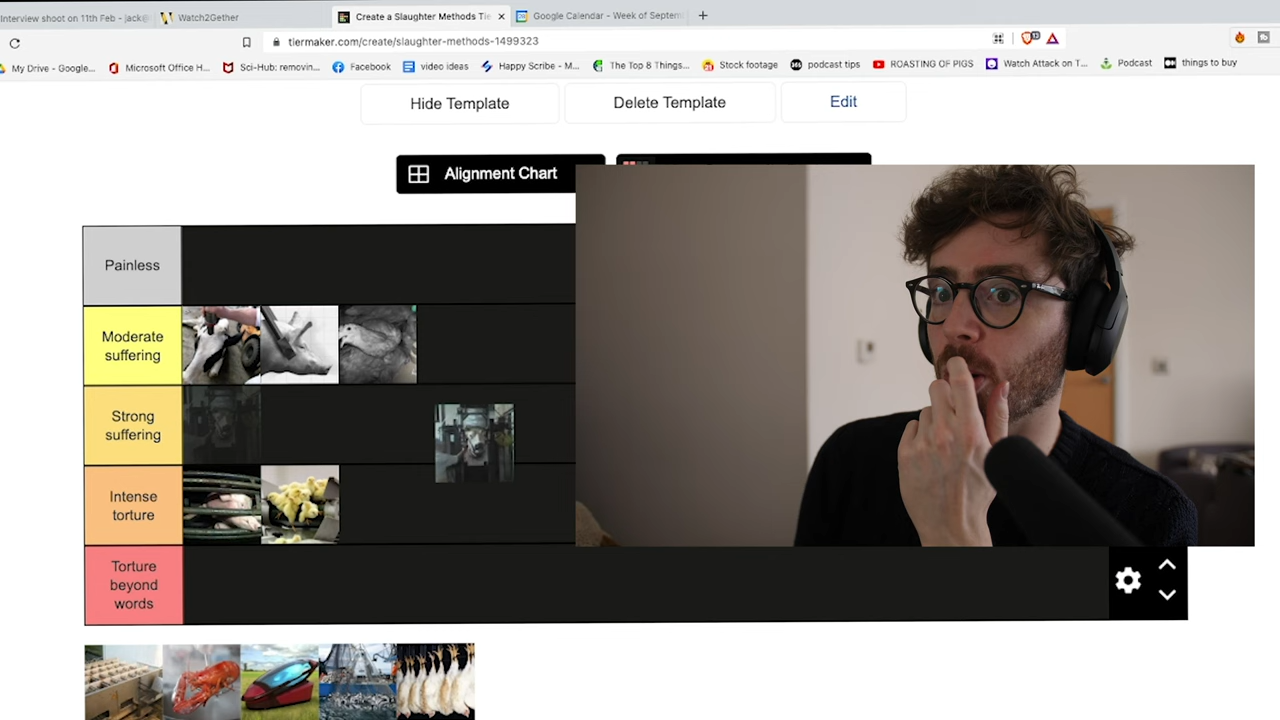 Interview shoot on 11th Feb - jack@
Watch2Gether
Create a Slaughter Methods Tie
Google Calendar - Week of Septem
tiermaker.com/create/slaughter-methods-1499323
My Drive - Google...
Microsoft Office H...
Sci-Hub: removin...
Facebook
video ideas
Happy Scribe - M...
The Top 8 Things...
Stock footage
podcast tips
ROASTING OF PIGS
Watch Attack on T...
Podcast
things to buy
Hide Template
Delete Template
Edit
Alignment Chart
Painless
Moderate
suffering
Strong
suffering
Intense
torture
Torture
beyond
words